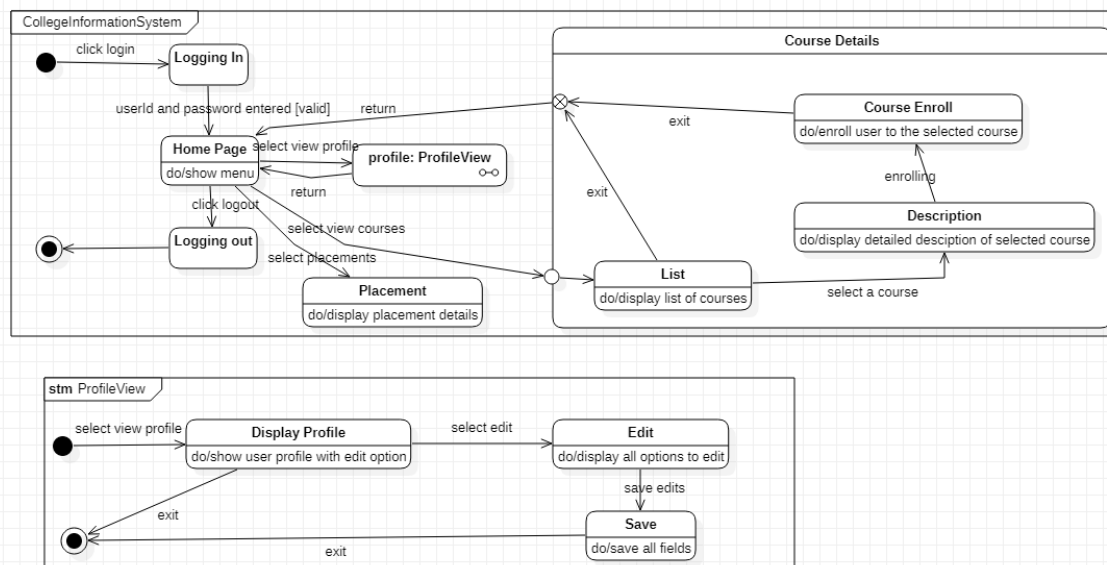 CollegeInformationSystem
click login
Logging In
userId and password entered [valid]
Home Page
do/show menu
select view profile
profile: ProfileView
return
return
click logout
Logging out
select view courses
select placements
Placement
do/display placement details
Course Details
Course Enroll
do/enroll user to the selected course
exit
enrolling
exit
Description
do/display detailed desciption of selected course
List
do/display list of courses
select a course
stm ProfileView
select view profile
Display Profile
do/show user profile with edit option
select edit
Edit
do/display all options to edit
save edits
exit
Save
do/save all fields
exit